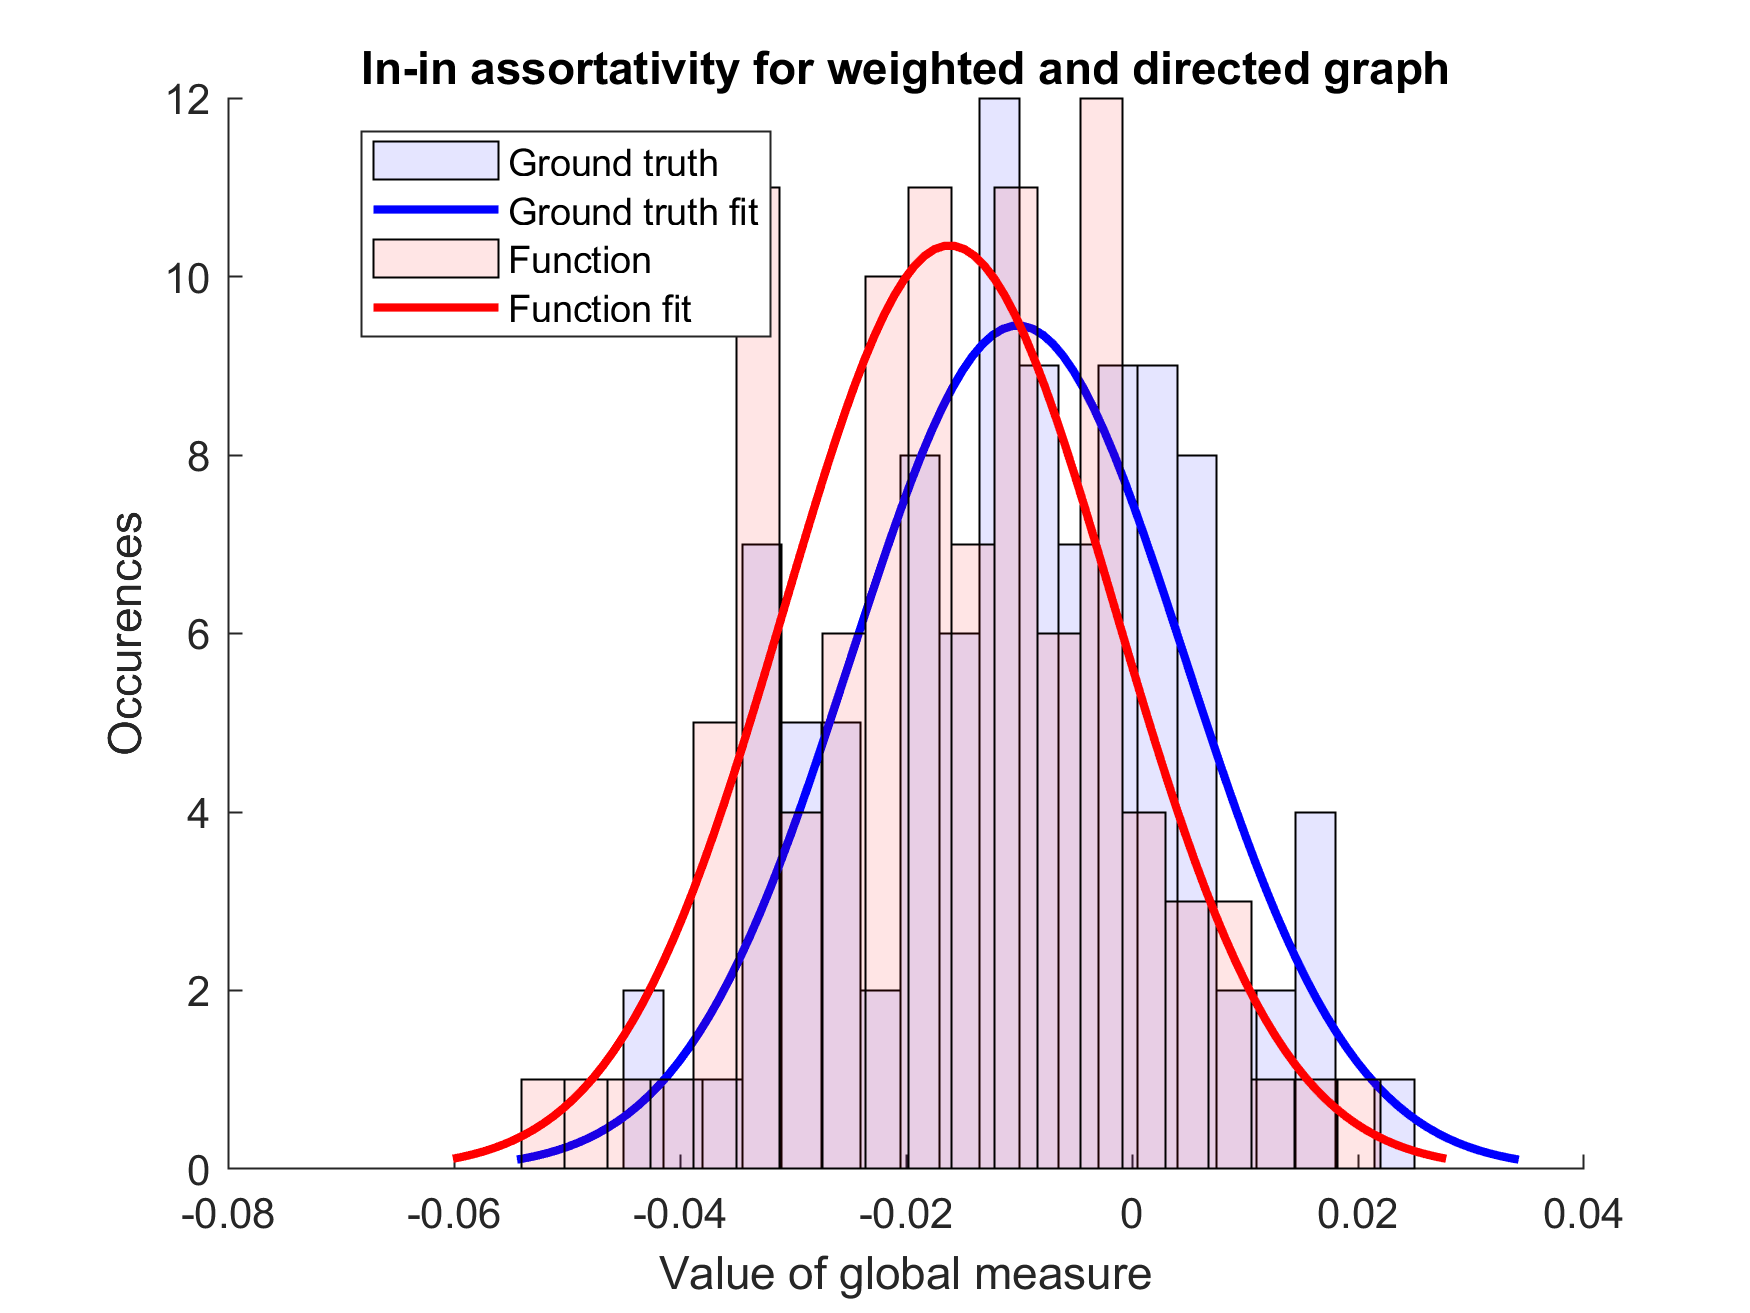 In-in assortativity for weighted and directed graph
12
10
8
6
4
2
0
Ground truth
Ground truth fit
Function
Function fit
Occurences
-0.08 -0.06 -0.04 -0.02 0 0.02 0.04
Value of global measure